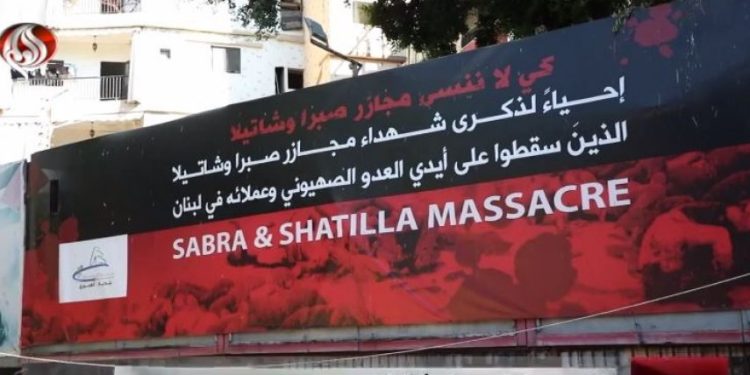 كي لا ننسى مجازر صبرا وشاتيلا
إحياءً لذكرى شهداء مجازر صبرا وشاتيلا
الذينَ سقطوا على أيدي العدو الصهيوني وعملائه في لبنان
SABRA & SHATILLA MASSACRE